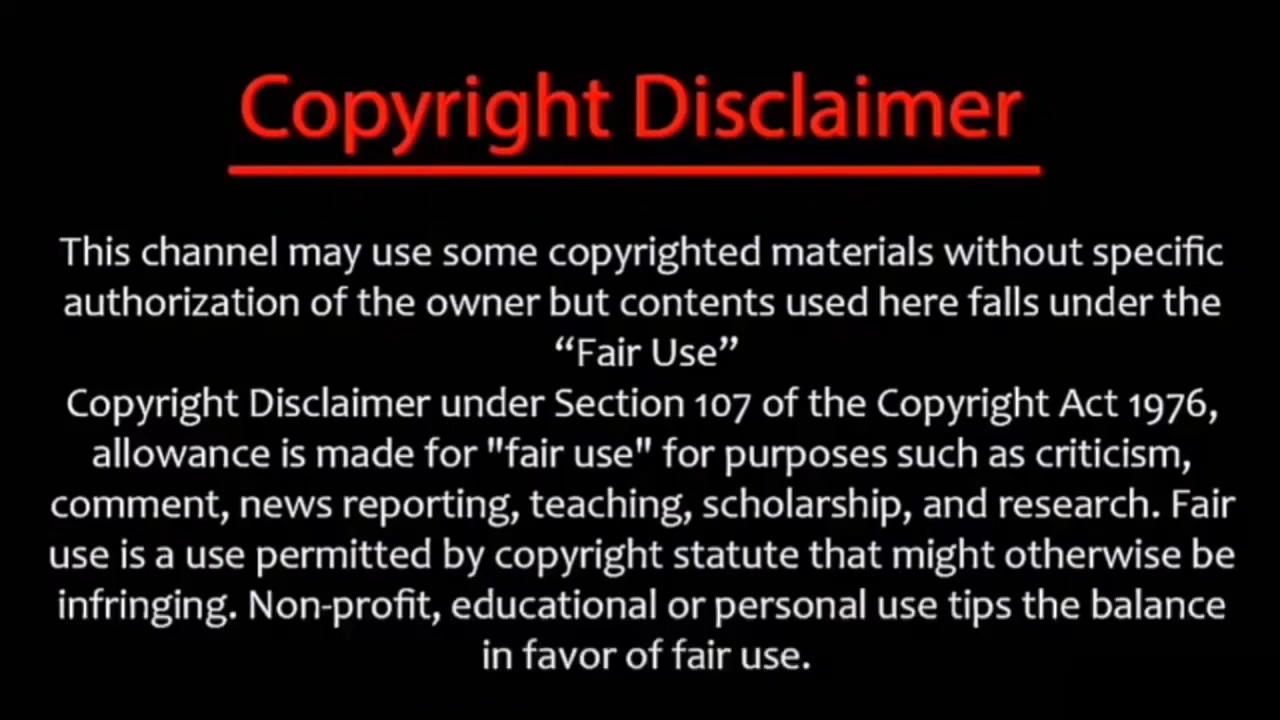 Copyright Disclaimer
This channel may use some copyrighted materials without specific
authorization of the owner but contents used here falls under the
“Fair Use”
Copyright Disclaimer under Section 107 of the Copyright Act 1976,
allowance is made for "fair use" for purposes such as criticism,
comment, news reporting, teaching, scholarship, and research. Fair
use is a use permitted by copyright statute that might otherwise be
infringing. Non-profit, educational or personal use tips the balance
in favor of fair use.